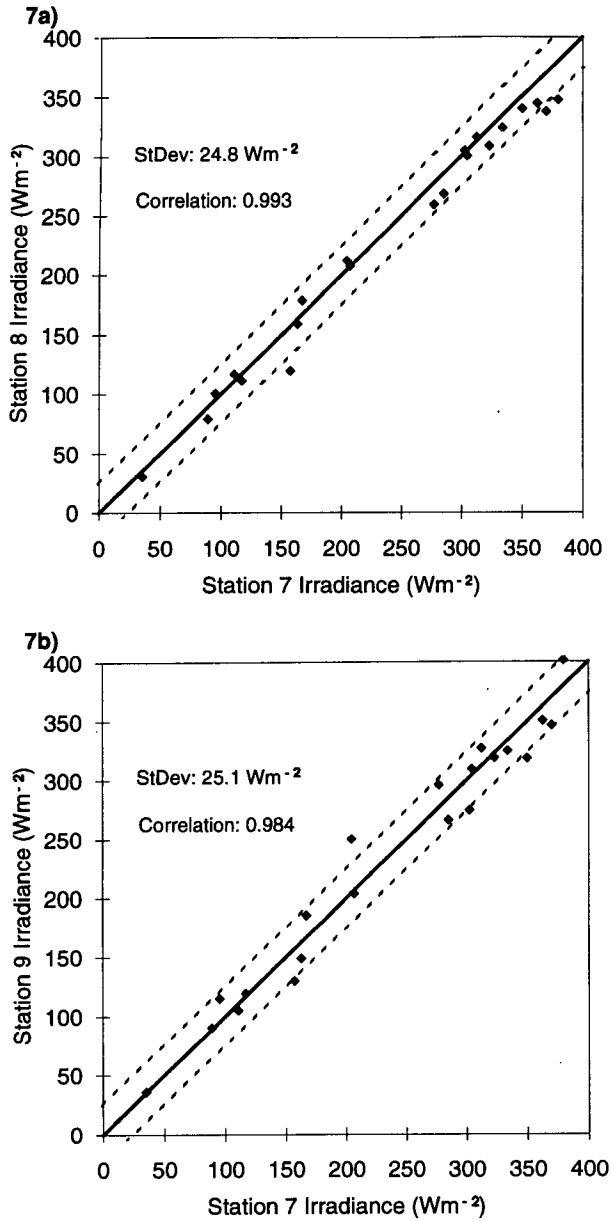 7a)
400
350
300
250
200
150
100
50
0
StDev: 24.8 Wm⁻²
Correlation: 0.993
Station 8 Irradiance (Wm⁻²)
0 50 100 150 200 250 300 350 400
Station 7 Irradiance (Wm⁻²)
7b)
400
350
300
250
200
150
100
50
0
StDev: 25.1 Wm⁻²
Correlation: 0.984
Station 9 Irradiance (Wm⁻²)
0 50 100 150 200 250 300 350 400
Station 7 Irradiance (Wm⁻²)